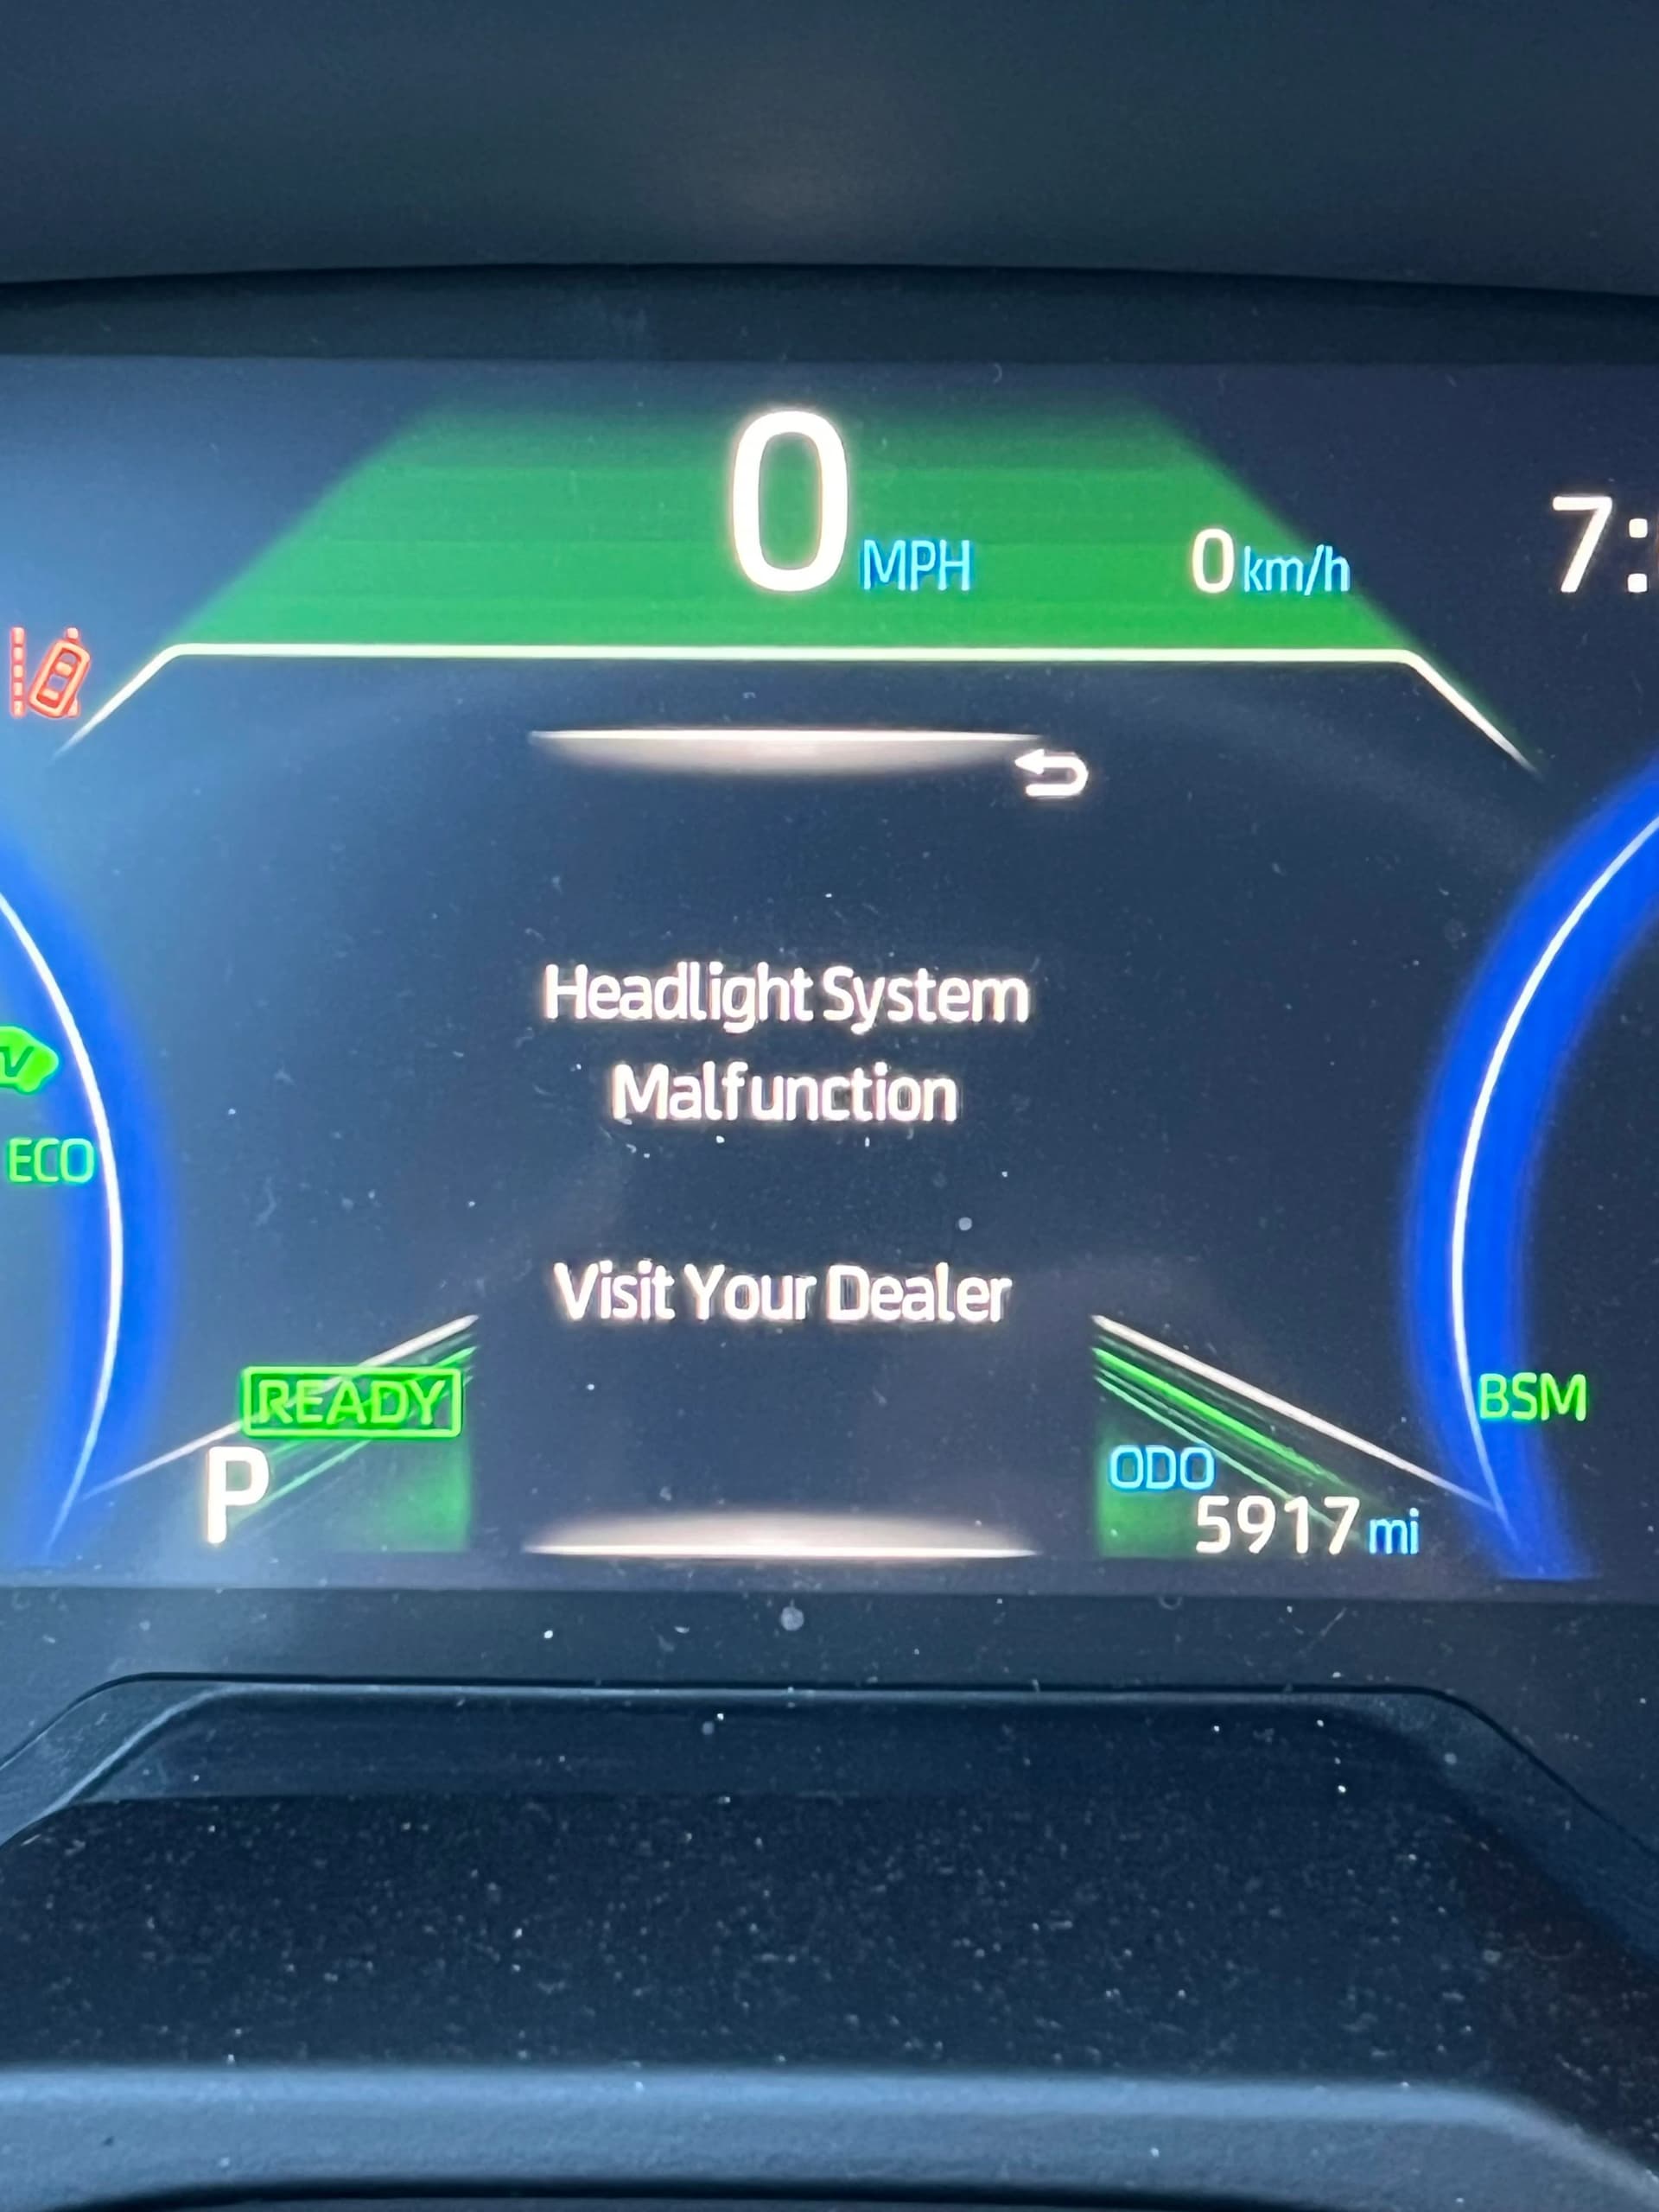 0 MPH 0 km/h
7:
Headlight System
Malfunction
ECO
Visit Your Dealer
READY
BSM
P
ODO
5917 mi